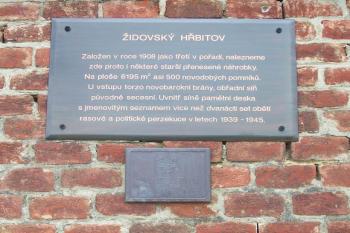 ŽIDOVSKÝ HŘBITOV
Založen v roce 1908 jako třetí v pořadí, nalezneme
zde proto i některé starší přenesené náhrobky.
Na ploše 6195 m² asi 500 novodobých pomníků.
U vstupu torzo novobarokní brány, obřadní síň
původně secesní. Uvnitř síně pamětní deska
s jmenovitým seznamem více než dvanácti set obětí
rasové a politické perzekuce v letech 1939 - 1945.